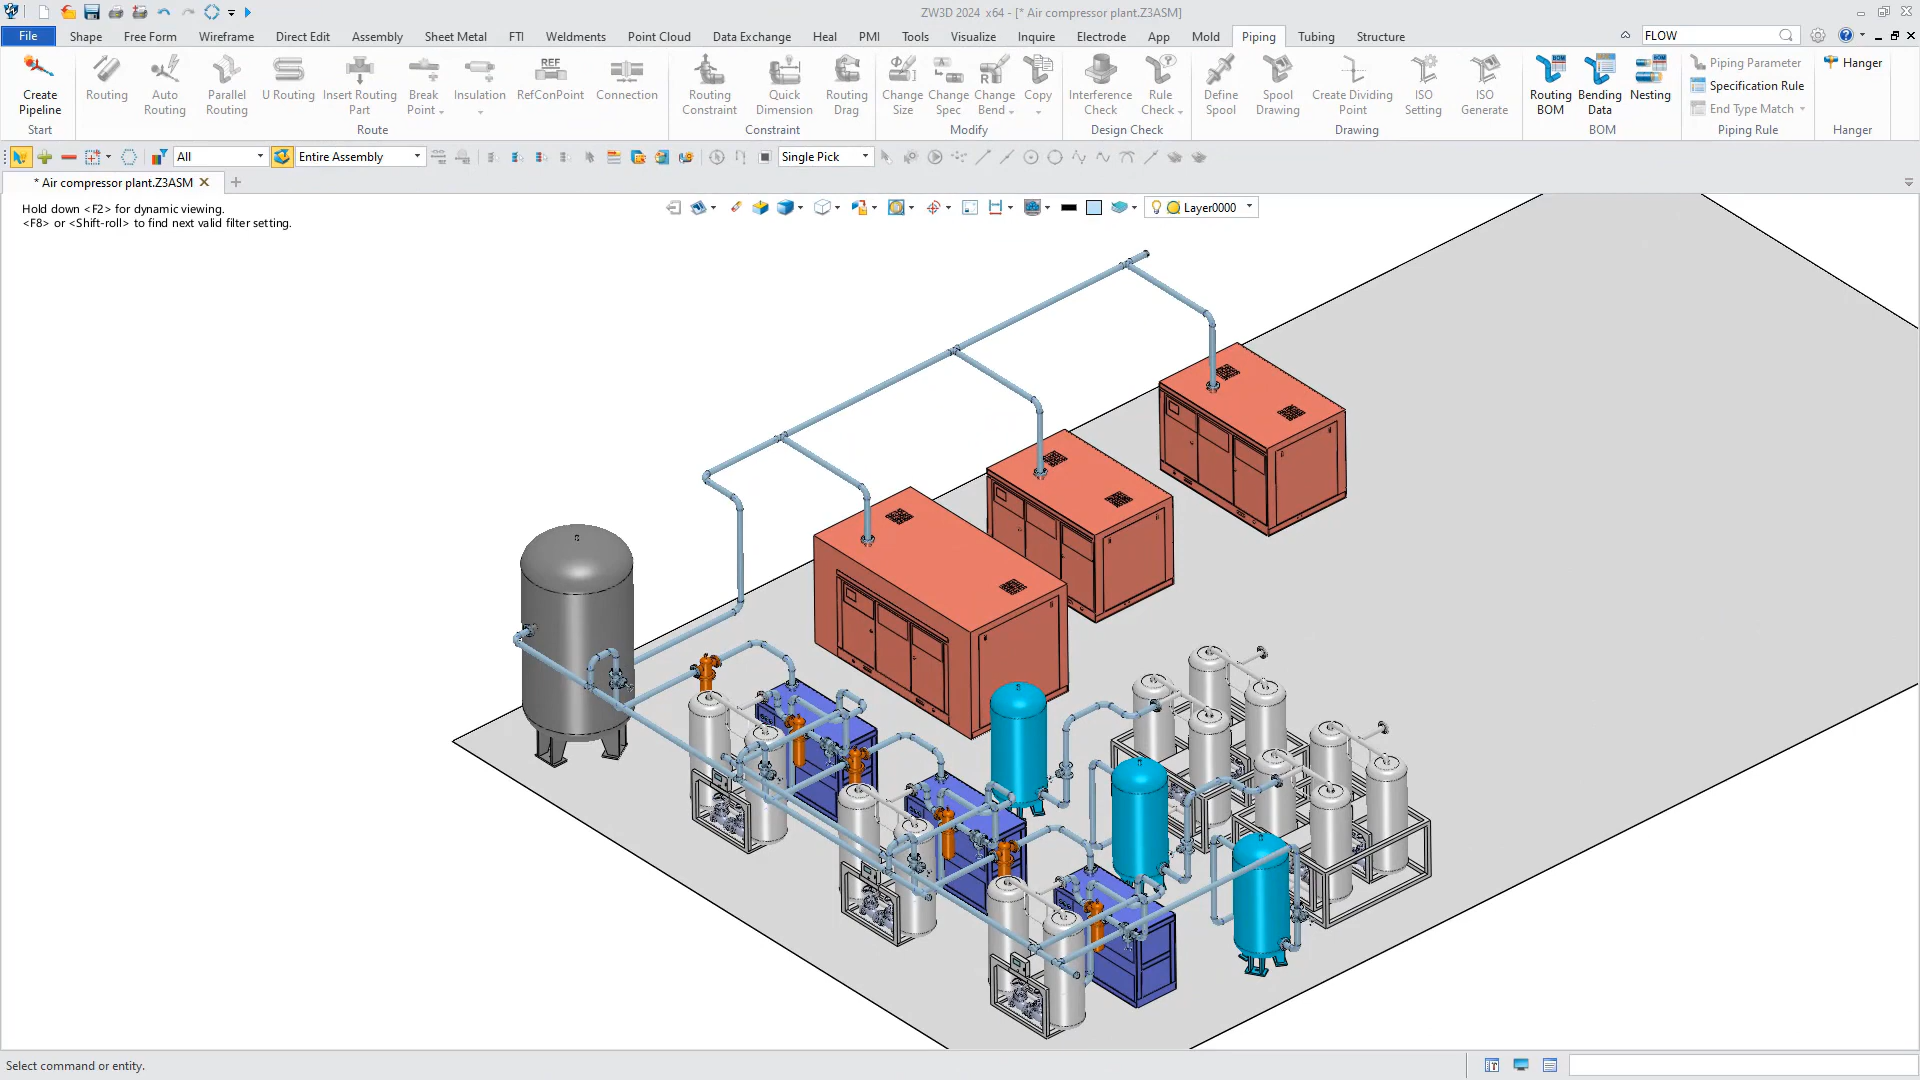 ZW3D 2024 x64 - [* Air compressor plant.Z3ASM]
File Shape Free Form Wireframe Direct Edit Assembly Sheet Metal FTI Weldments Point Cloud Data Exchange Heal PMI Tools Visualize Inquire Electrode App Mold Piping Tubing Structure FLOW
Create Pipeline
Start
Routing
Auto Routing
Parallel Routing
U Routing
Insert Routing Part
Break Point
Insulation
REF
RefConPoint
Connection
Route
Routing Constraint
Quick Dimension
Routing Drag
Constraint
Change Size
Change Spec
Change Bend
Copy
Modify
Interference Check
Rule Check
Design Check
Define Spool
Spool Drawing
Create Dividing Point
ISO Setting
ISO Generate
Drawing
Routing BOM
Bending Data
Nesting
BOM
Piping Parameter
Specification Rule
End Type Match
Piping Rule
Hanger
Hanger
All Entire Assembly Single Pick
* Air compressor plant.Z3ASM
Hold down <F2> for dynamic viewing.
<F8> or <Shift-roll> to find next valid filter setting.
Layer0000
Select command or entity.